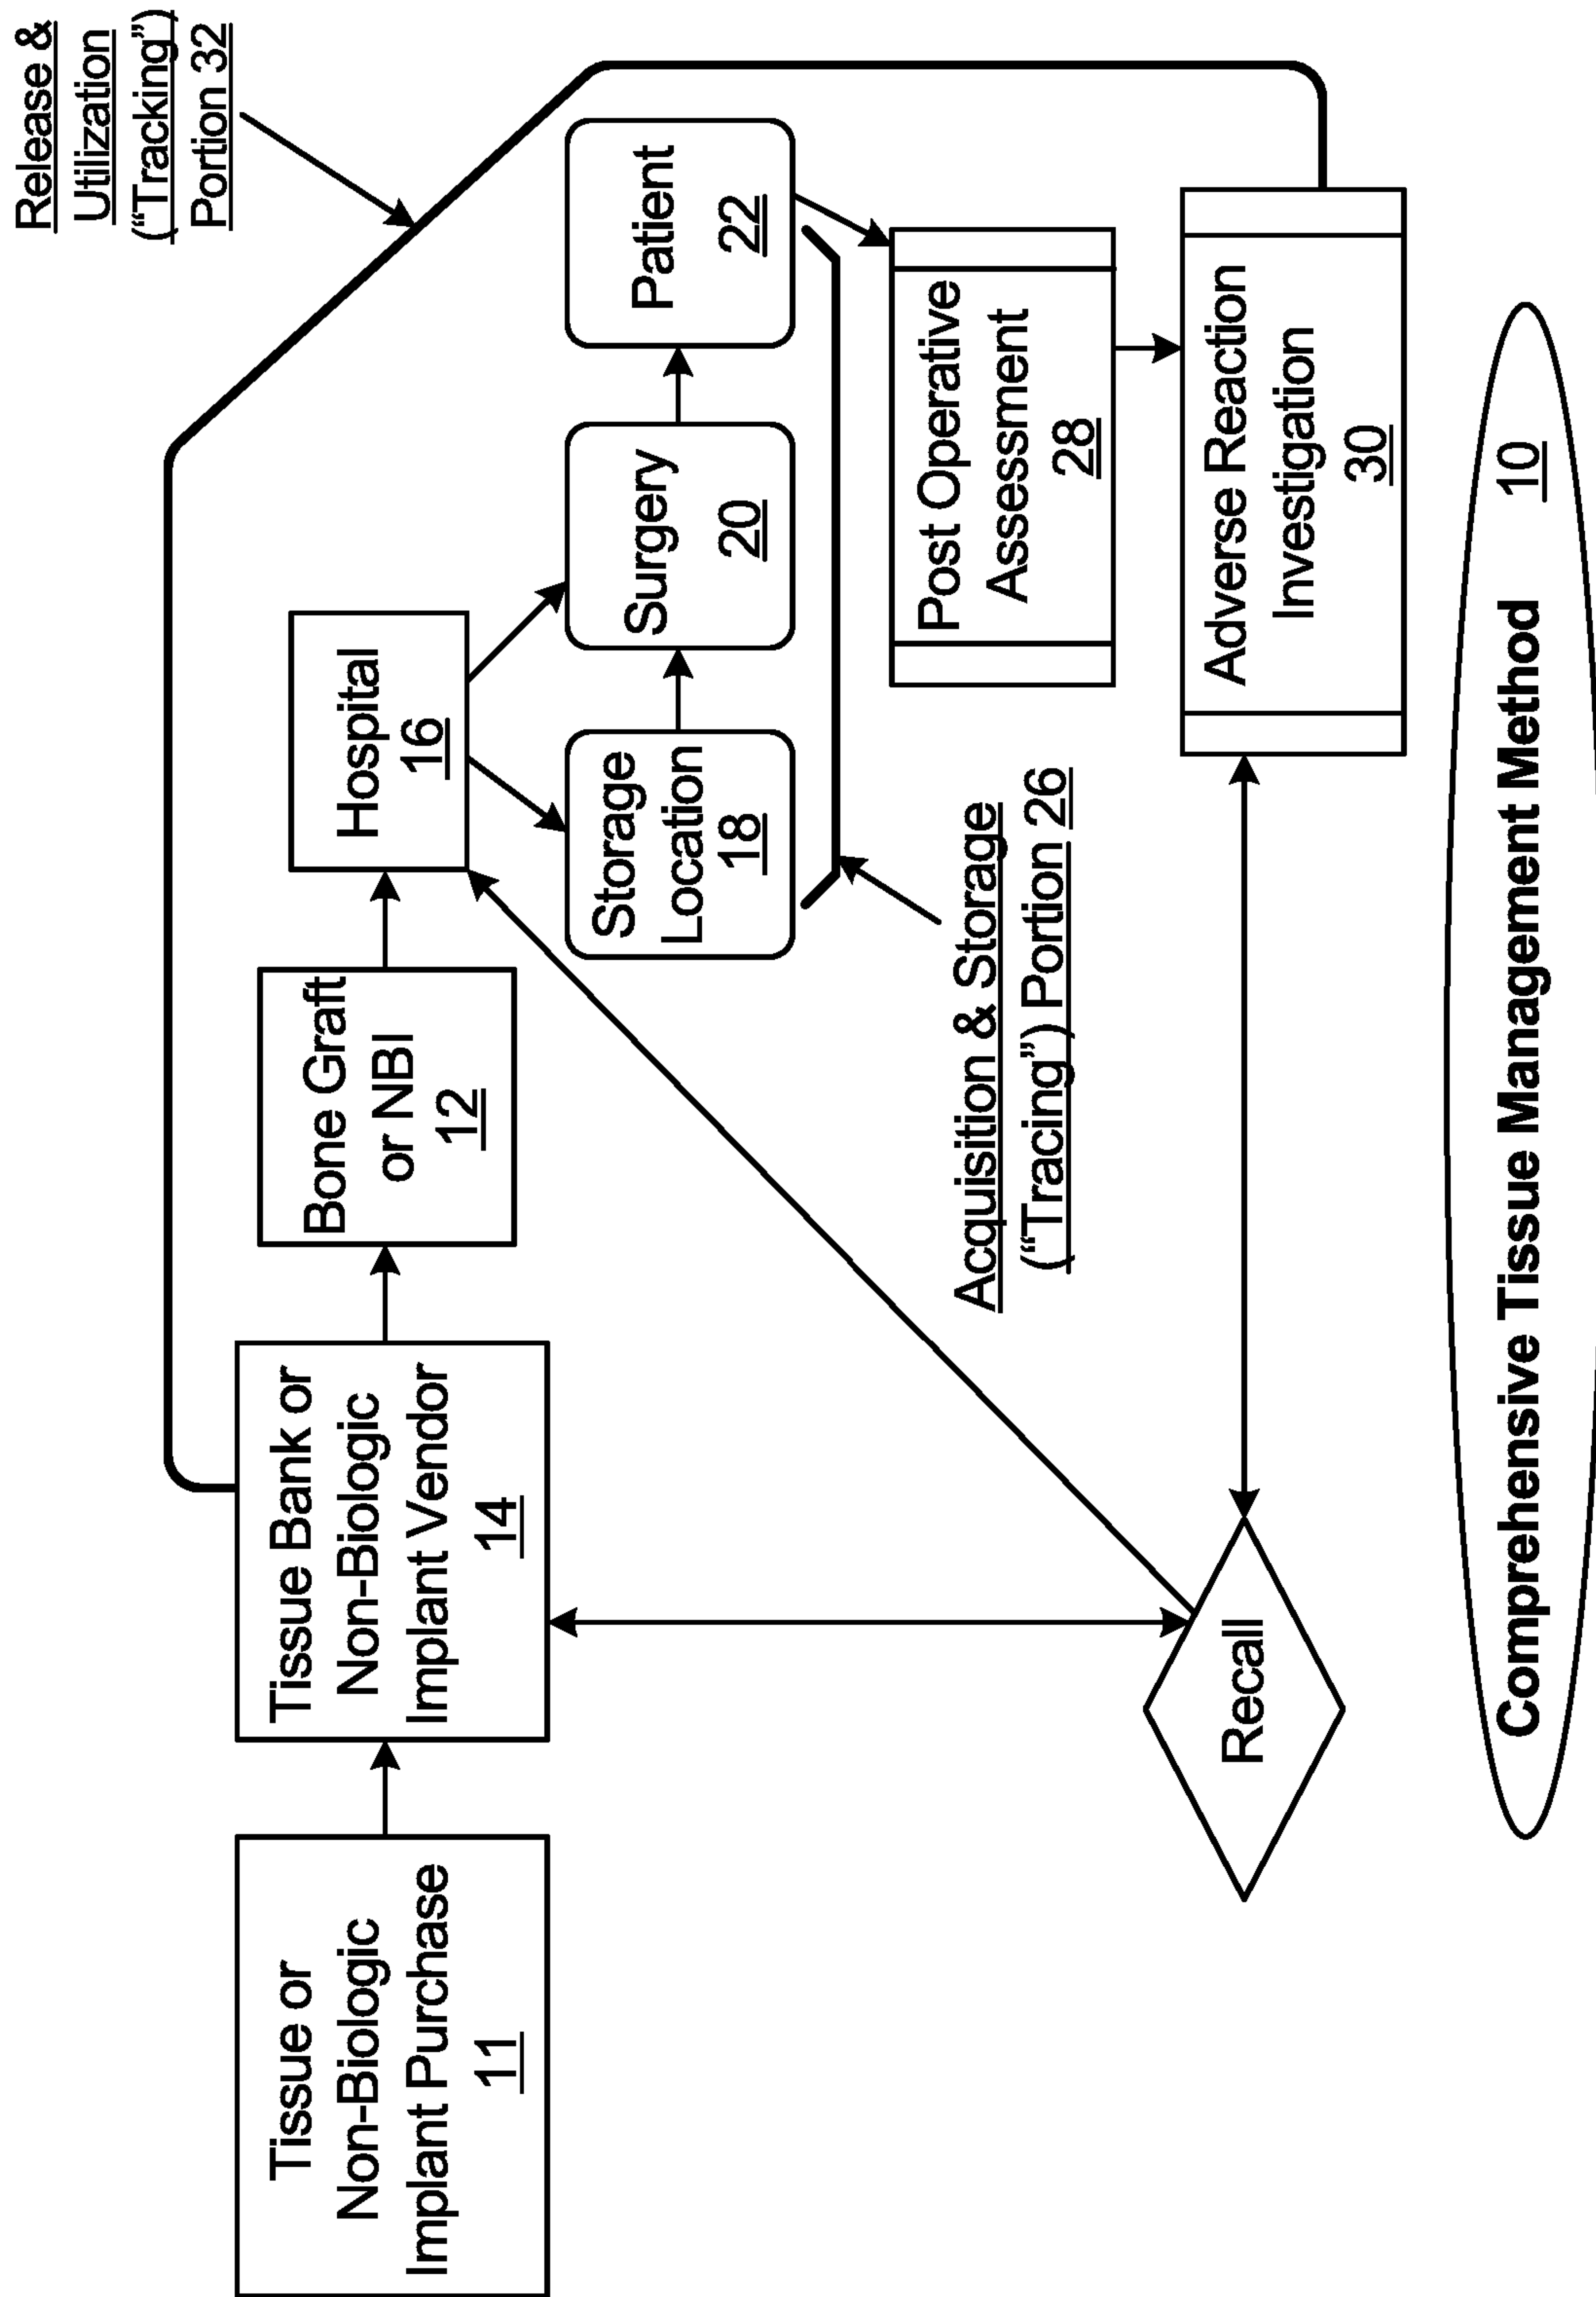 Release &
Utilization
(“Tracking”)
Portion 32
Tissue or
Non-Biologic
Implant Purchase
11
Tissue Bank or
Non-Biologic
Implant Vendor
14
Bone Graft
or NBI
12
Hospital
16
Storage
Location
18
Surgery
20
Patient
22
Acquisition & Storage
(“Tracing”) Portion 26
Post Operative
Assessment
28
Adverse Reaction
Investigation
30
Recall
Comprehensive Tissue Management Method 10